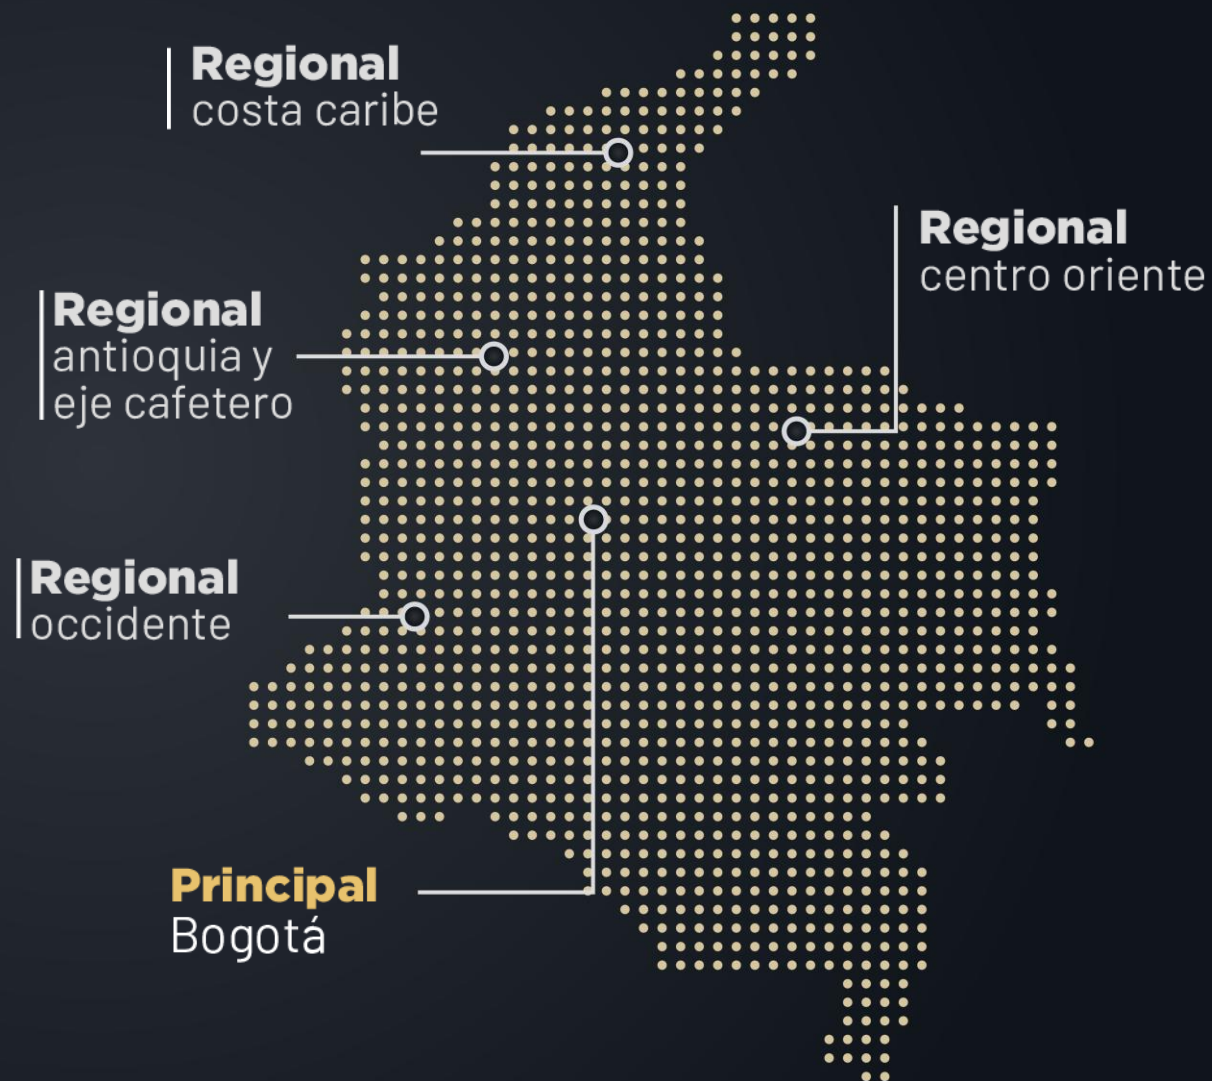 Regional
costa caribe
Regional
centro oriente
Regional
antioquia y
eje cafetero
Regional
occidente
Principal
Bogotá